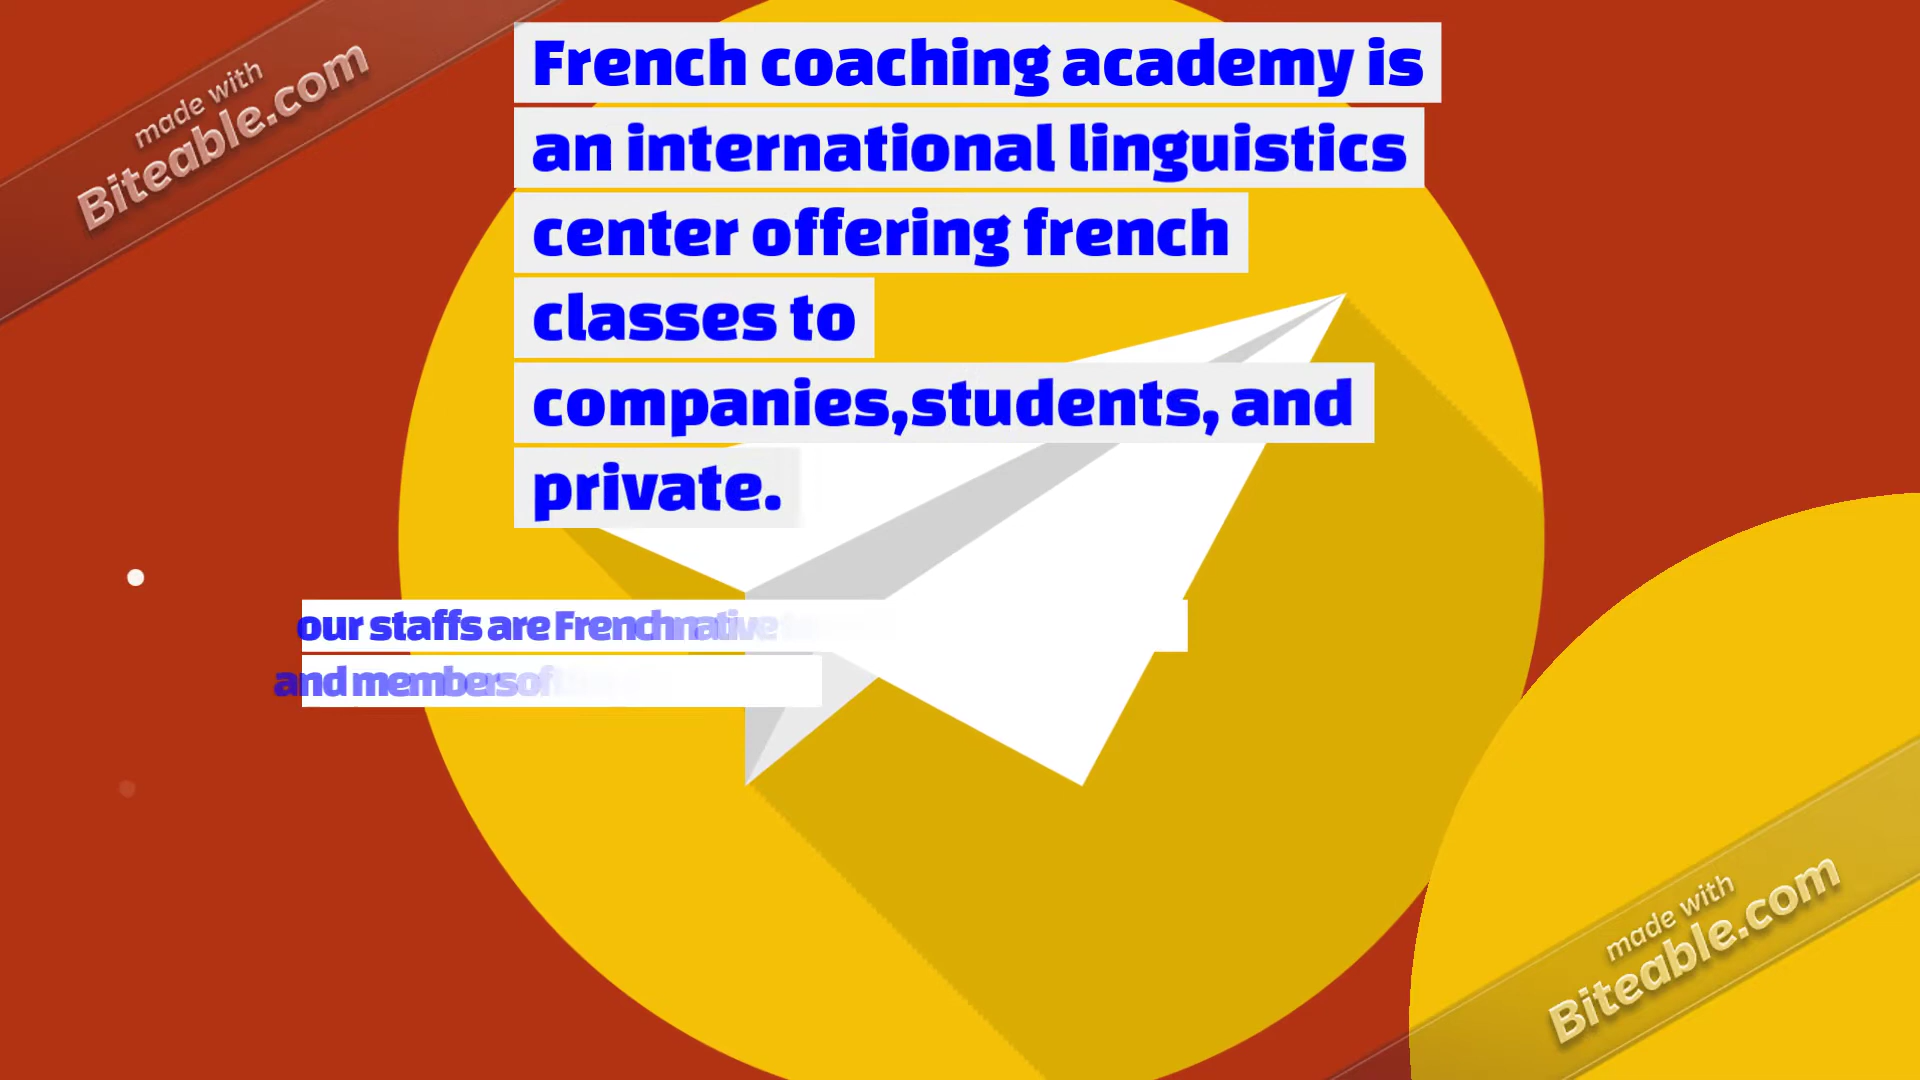 made with
Biteable.com
French coaching academy is
an international linguistics
center offering french
classes to
companies,students, and
private.
our staffs are French native
and members of
made with
Biteable.com